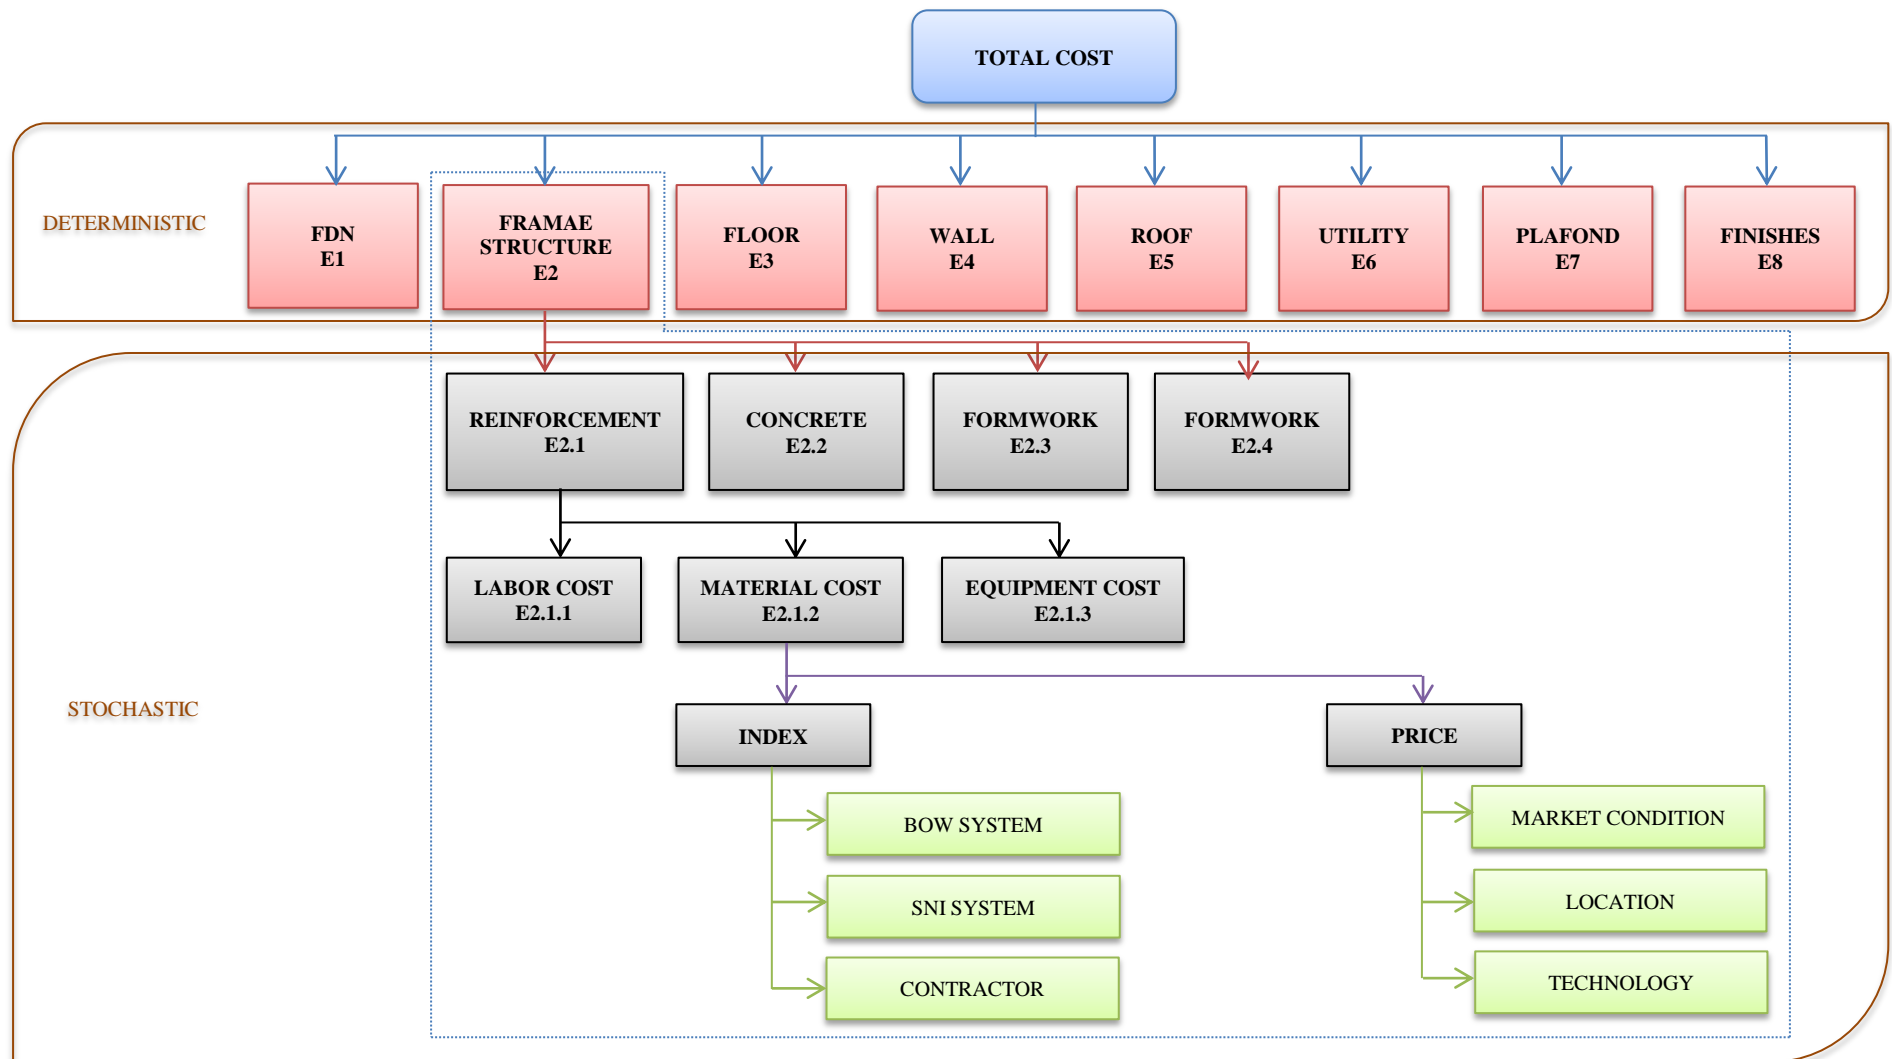 TOTAL COST
DETERMINISTIC
FDN
E1
FRAMAE
STRUCTURE
E2
FLOOR
E3
WALL
E4
ROOF
E5
UTILITY
E6
PLAFOND
E7
FINISHES
E8
REINFORCEMENT
E2.1
CONCRETE
E2.2
FORMWORK
E2.3
FORMWORK
E2.4
LABOR COST
E2.1.1
MATERIAL COST
E2.1.2
EQUIPMENT COST
E2.1.3
STOCHASTIC
INDEX
PRICE
BOW SYSTEM
MARKET CONDITION
SNI SYSTEM
LOCATION
CONTRACTOR
TECHNOLOGY